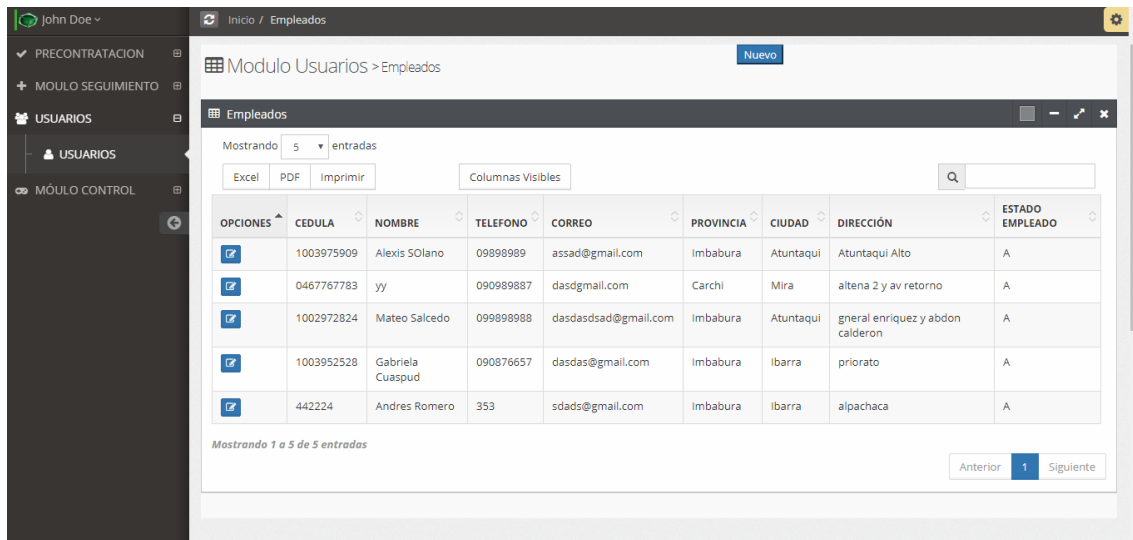 John Doe
Inicio / Empleados
PRECONTRATACION
MOULO SEGUIMIENTO
USUARIOS
USUARIOS
MÓULO CONTROL
Modulo Usuarios > Empleados
Nuevo
Empleados
Mostrando 5 entradas
Excel PDF Imprimir Columnas Visibles
OPCIONES CEDULA NOMBRE TELEFONO CORREO PROVINCIA CIUDAD DIRECCIÓN ESTADO EMPLEADO
1003975909 Alexis SOlano 09898989 assad@gmail.com Imbabura Atuntaqui Atuntaqui Alto A
0467767783 yy 090989887 dasdgmail.com Carchi Mira altena 2 y av retorno A
1002972824 Mateo Salcedo 099898988 dasdasdsad@gmail.com Imbabura Atuntaqui gneral enriquez y abdon calderon A
1003952528 Gabriela Cuaspud 090876657 dasdas@gmail.com Imbabura Ibarra priorato A
442224 Andres Romero 353 sdads@gmail.com Imbabura Ibarra alpachaca A
Mostrando 1 a 5 de 5 entradas
Anterior 1 Siguiente